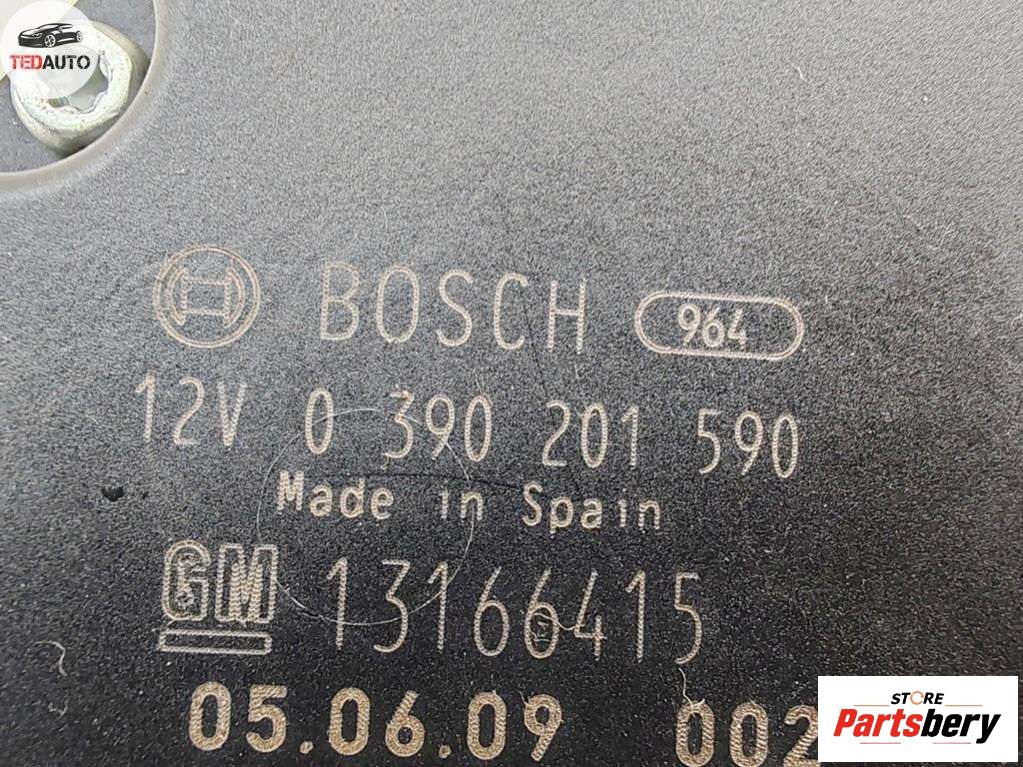 TEDAUTO
BOSCH 964
12V 0 390 201 590
Made in Spain
GM 13166415
05.06.09 002
STORE
Partsbery